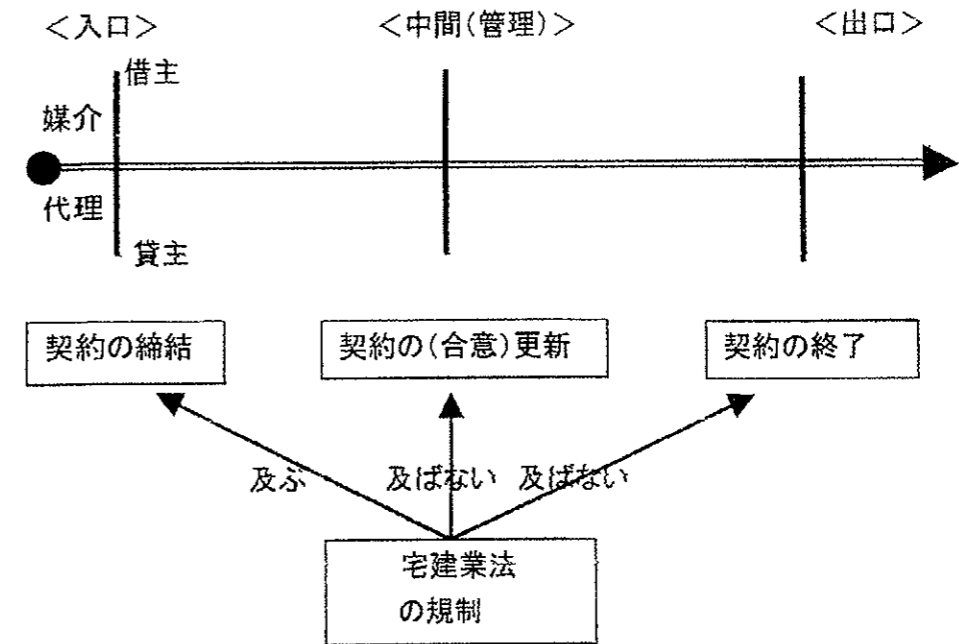 <入口>
<中間(管理)>
<出口>
借主
媒介
代理
貸主
契約の締結
契約の(合意)更新
契約の終了
及ぶ
及ばない
及ばない
宅建業法
の規制